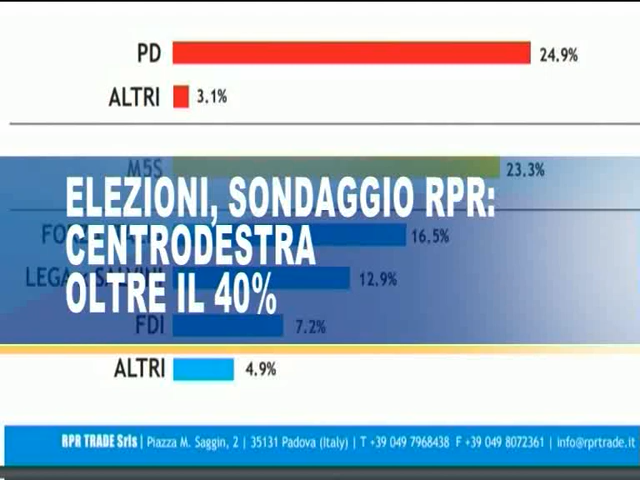 PD 24.9%
ALTRI 3.1%
M5S 23.3%
ELEZIONI, SONDAGGIO RPR:
CENTRODESTRA
OLTRE IL 40%
16.5%
LEGA SALVINI 12.9%
FDI 7.2%
ALTRI 4.9%
RPR TRADE Srls | Piazza M. Saggin, 2 | 35131 Padova (Italy) | T +39 049 7968438 F +39 049 8072361 | info@rprtrade.it